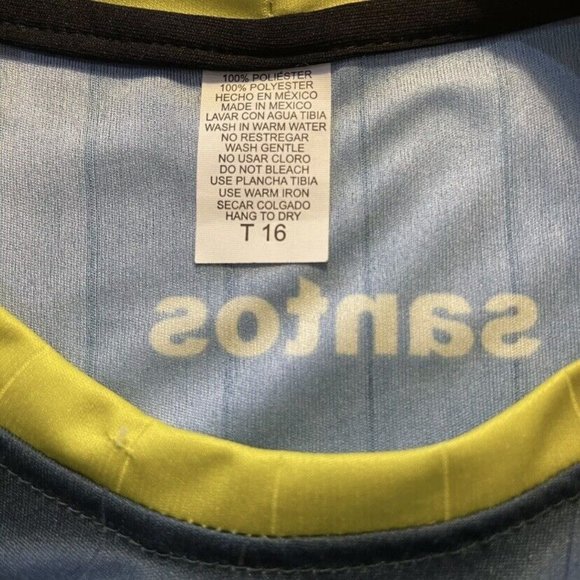 100% POLIÉSTER
100% POLYESTER
HECHO EN MÉXICO
MADE IN MEXICO
LAVAR CON AGUA TIBIA
WASH IN WARM WATER
NO RESTREGAR
WASH GENTLE
NO USAR CLORO
DO NOT BLEACH
USE PLANCHA TIBIA
USE WARM IRON
SECAR COLGADO
HANG TO DRY
T 16
santos